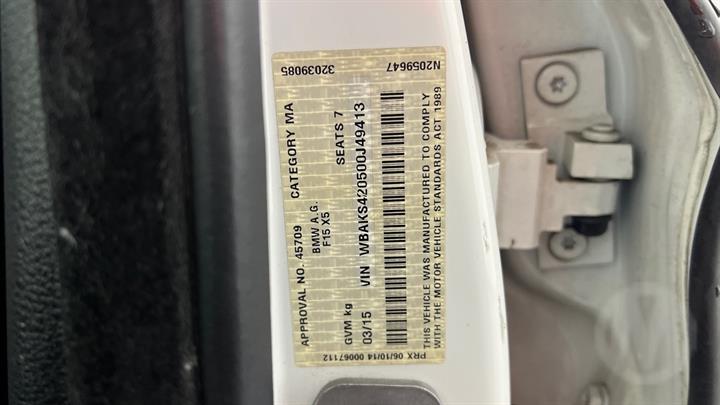 32039085 N2059647
APPROVAL NO. 45709 CATEGORY MA
BMW A.G.
F15 X5
GVM kg SEATS 7
03/15 VIN WBAKS420500J49413
THIS VEHICLE WAS MANUFACTURED TO COMPLY
WITH THE MOTOR VEHICLE STANDARDS ACT 1989
PRX 06/10/14 00067112